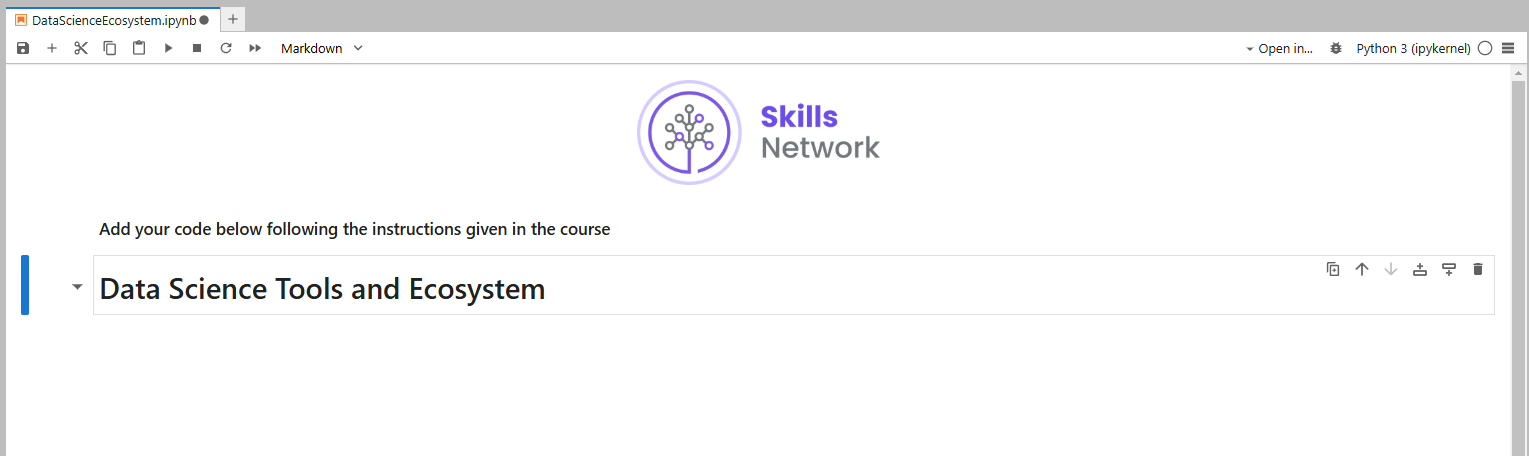 DataScienceEcosystem.ipynb
Markdown
Open in...
Python 3 (ipykernel)
Skills
Network
Add your code below following the instructions given in the course
Data Science Tools and Ecosystem